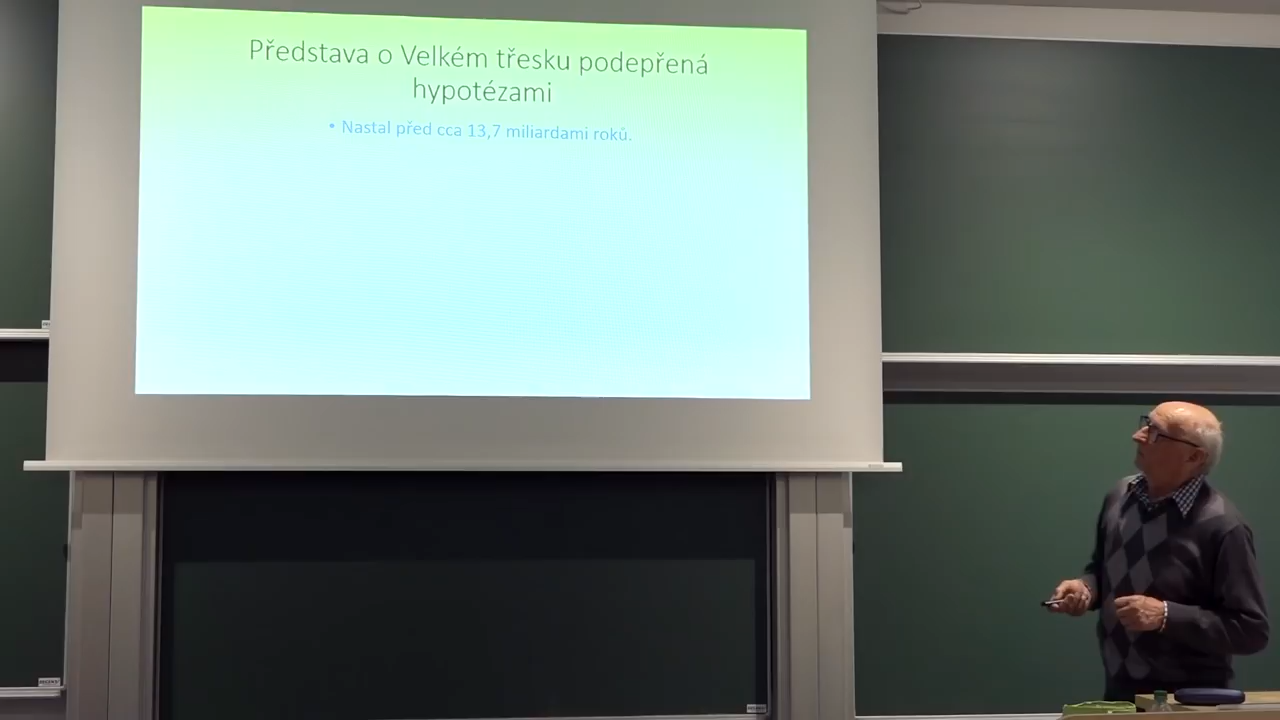 Představa o Velkém třesku podepřená
hypotézami
• Nastal před cca 13,7 miliardami roků.